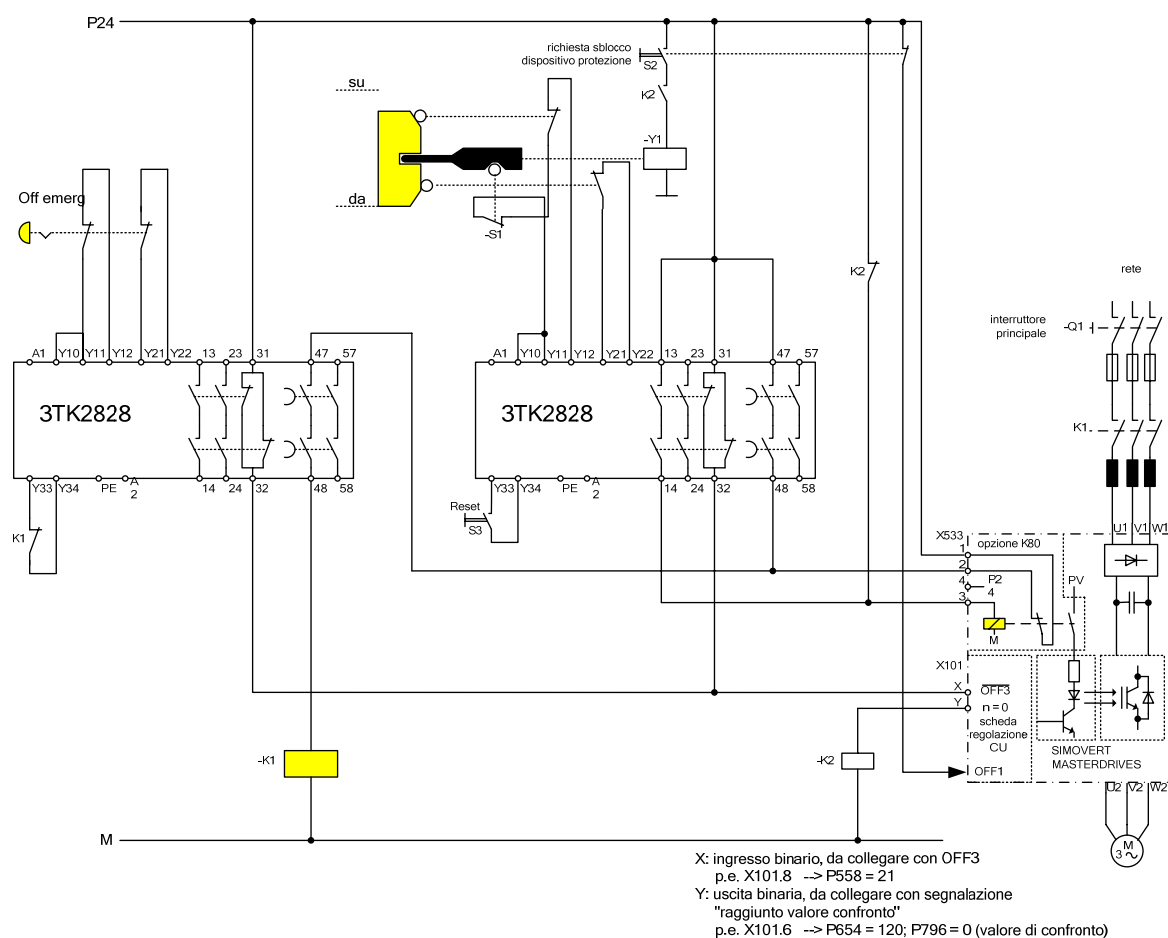 P24
richiesta sblocco
dispositivo protezione
S2
su
K2
-Y1
Off emerg
da
-S1
K2
rete
interruttore
principale
-Q1
A1 Y10 Y11 Y12 Y21 Y22 13 23 31 47 57
A1 Y10 Y11 Y12 Y21 Y22 13 23 31 47 57
3TK2828
3TK2828
K1
Y33 Y34 PE A2 14 24 32 48 58
Y33 Y34 PE A2 14 24 32 48 58
Reset
S3
K1
U1 V1 W1
X533
opzione K80
1
2
4
P2
4
3
PV
M
X101
X
OFF3
Y
n = 0
scheda
regolazione
CU
SIMOVERT
MASTERDRIVES
-K1
-K2
OFF1
U2 V2 W2
M
M
3 ~
X: ingresso binario, da collegare con OFF3
p.e. X101.8 --> P558 = 21
Y: uscita binaria, da collegare con segnalazione
"raggiunto valore confronto"
p.e. X101.6 --> P654 = 120; P796 = 0 (valore di confronto)